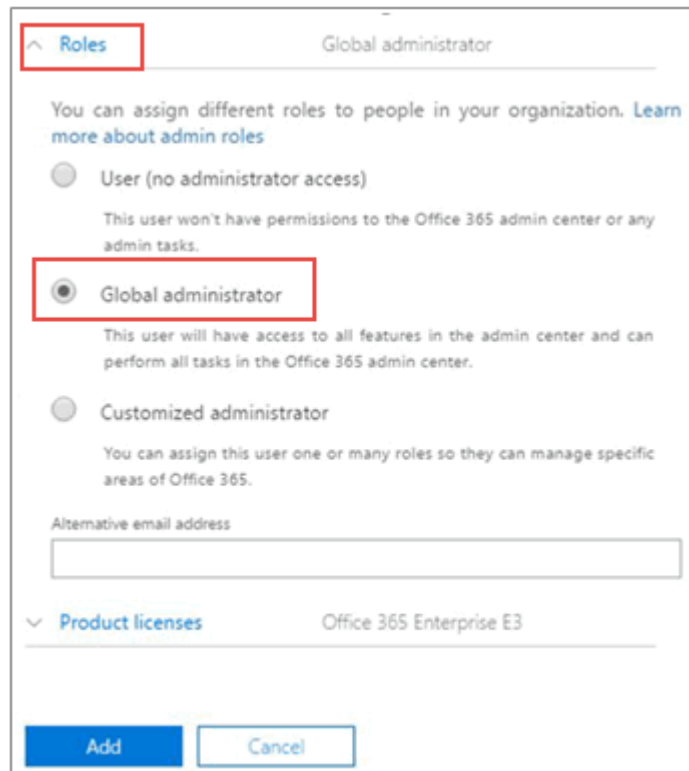 Roles Global administrator
You can assign different roles to people in your organization. Learn
more about admin roles
User (no administrator access)
This user won't have permissions to the Office 365 admin center or any
admin tasks.
Global administrator
This user will have access to all features in the admin center and can
perform all tasks in the Office 365 admin center.
Customized administrator
You can assign this user one or many roles so they can manage specific
areas of Office 365.
Alternative email address
Product licenses Office 365 Enterprise E3
Add Cancel